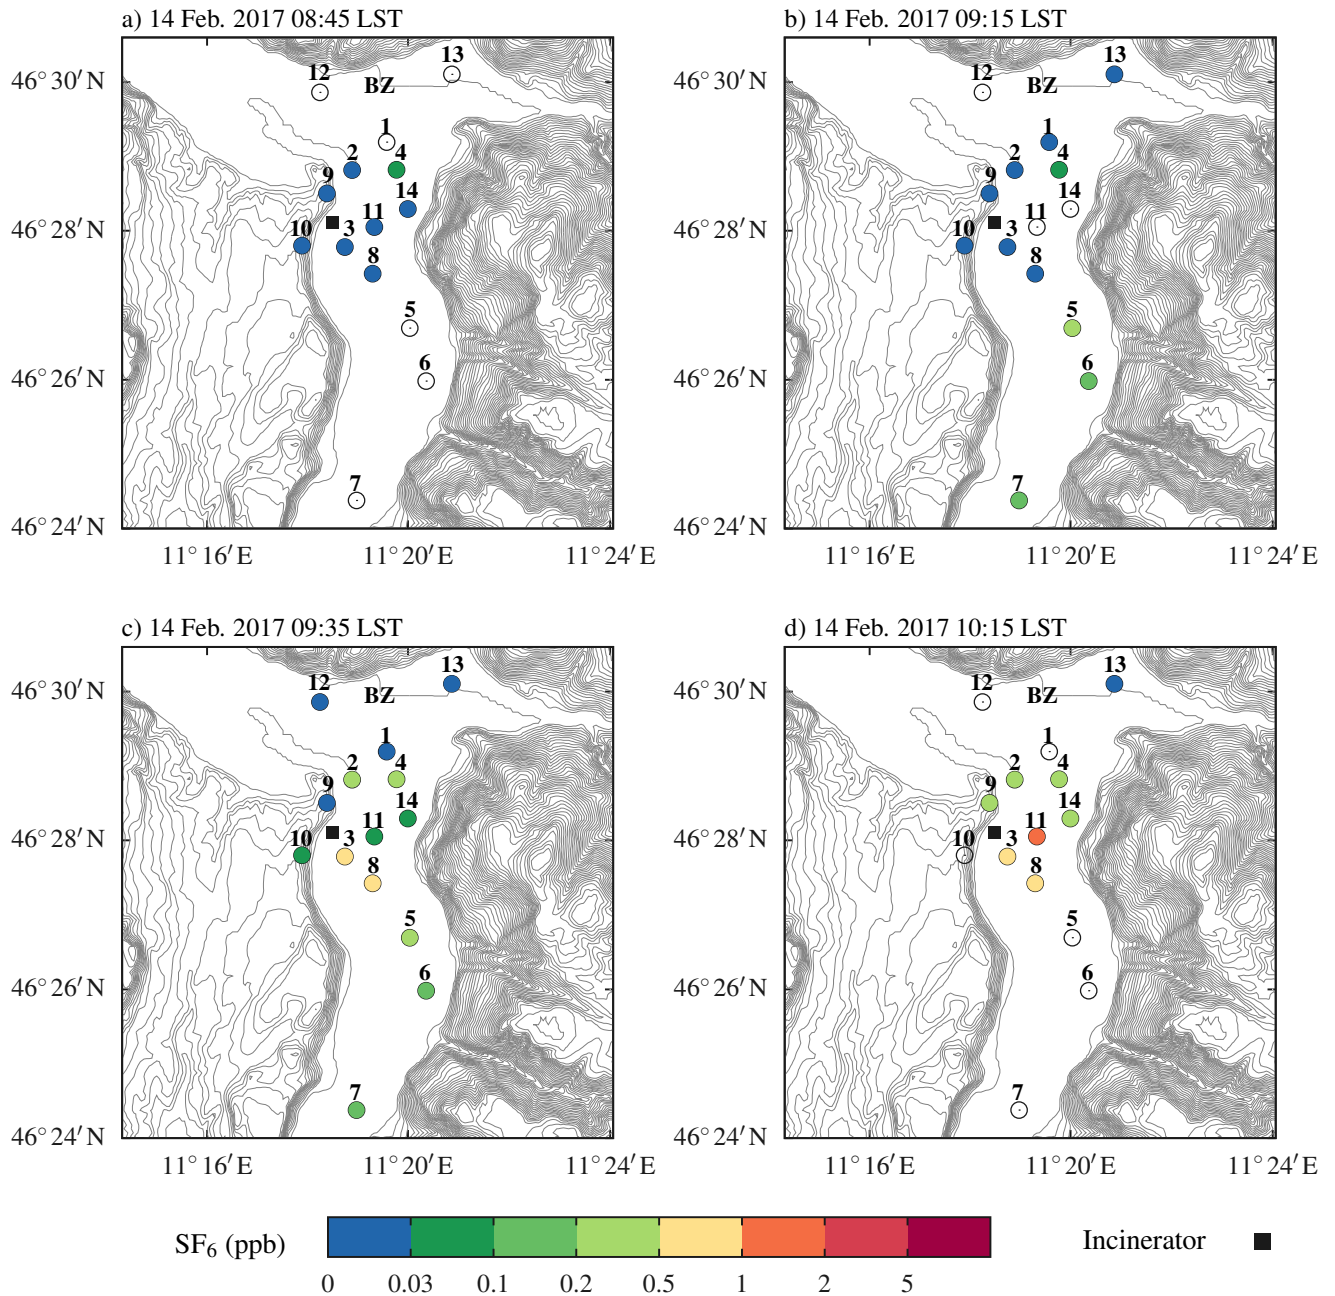 a) 14 Feb. 2017 08:45 LST
46°30′N
46°28′N
46°26′N
46°24′N
11°16′E 11°20′E 11°24′E
12
BZ
13
1
2
4
9
14
10
3
11
8
5
6
7
b) 14 Feb. 2017 09:15 LST
12
BZ
13
1
2
4
9
14
10
3
11
8
5
6
7
46°30′N
46°28′N
46°26′N
46°24′N
11°16′E 11°20′E 11°24′E
c) 14 Feb. 2017 09:35 LST
46°30′N
46°28′N
46°26′N
46°24′N
11°16′E 11°20′E 11°24′E
12
BZ
13
1
2
4
9
14
10
3
11
8
5
6
7
d) 14 Feb. 2017 10:15 LST
12
BZ
13
1
2
4
9
14
10
3
11
8
5
6
7
46°30′N
46°28′N
46°26′N
46°24′N
11°16′E 11°20′E 11°24′E
SF₆ (ppb)
0 0.03 0.1 0.2 0.5 1 2 5
Incinerator